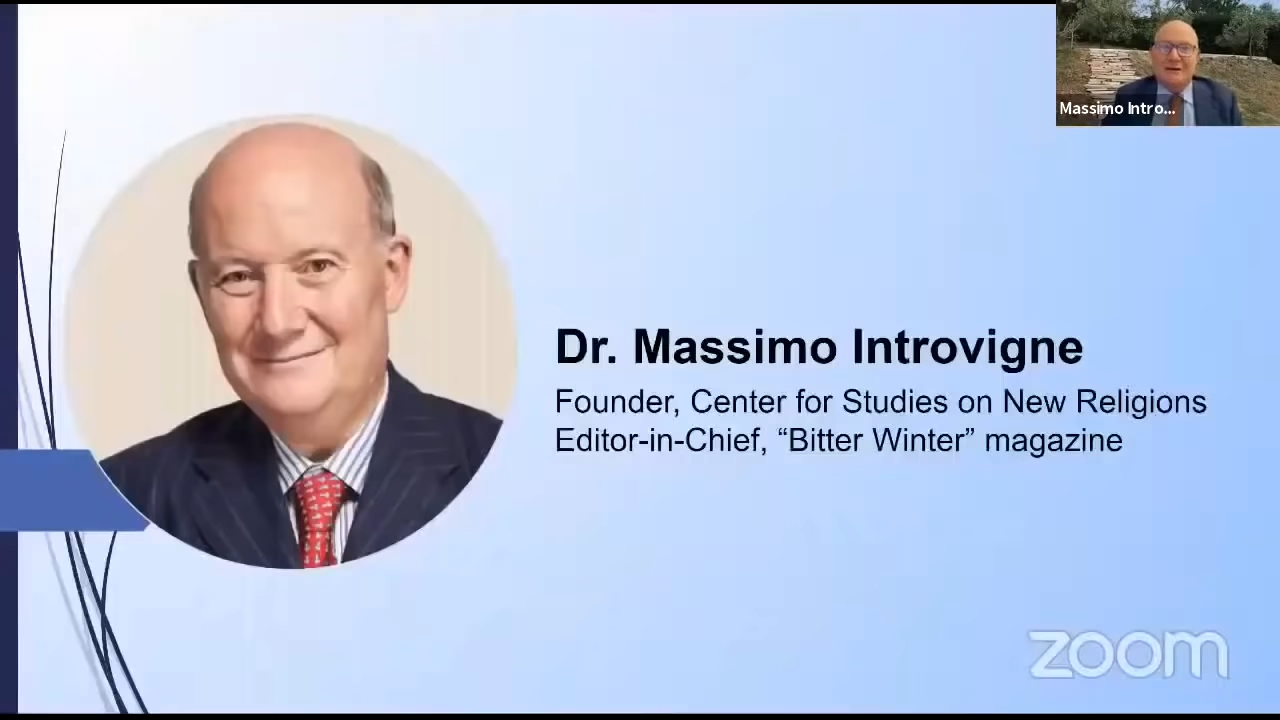 Massimo Intro...
Dr. Massimo Introvigne
Founder, Center for Studies on New Religions
Editor-in-Chief, “Bitter Winter” magazine
zoom